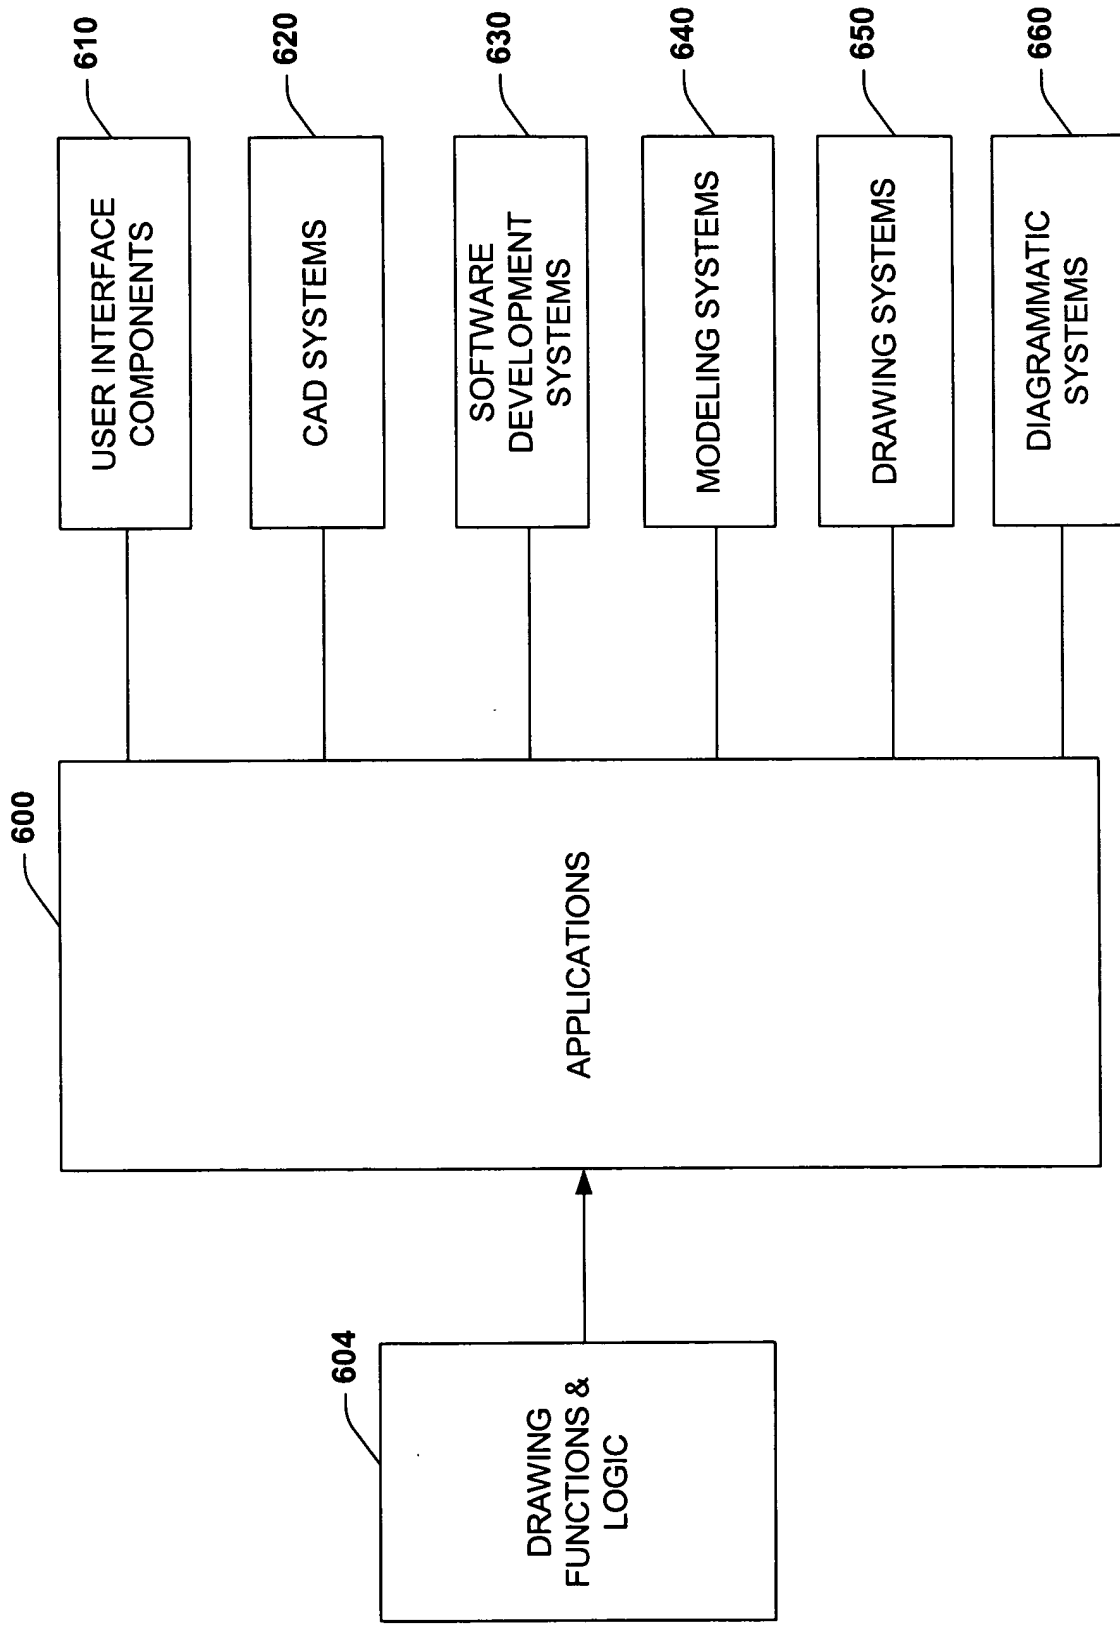 604
DRAWING
FUNCTIONS &
LOGIC
600
APPLICATIONS
610
USER INTERFACE
COMPONENTS
620
CAD SYSTEMS
630
SOFTWARE
DEVELOPMENT
SYSTEMS
640
MODELING SYSTEMS
650
DRAWING SYSTEMS
660
DIAGRAMMATIC
SYSTEMS